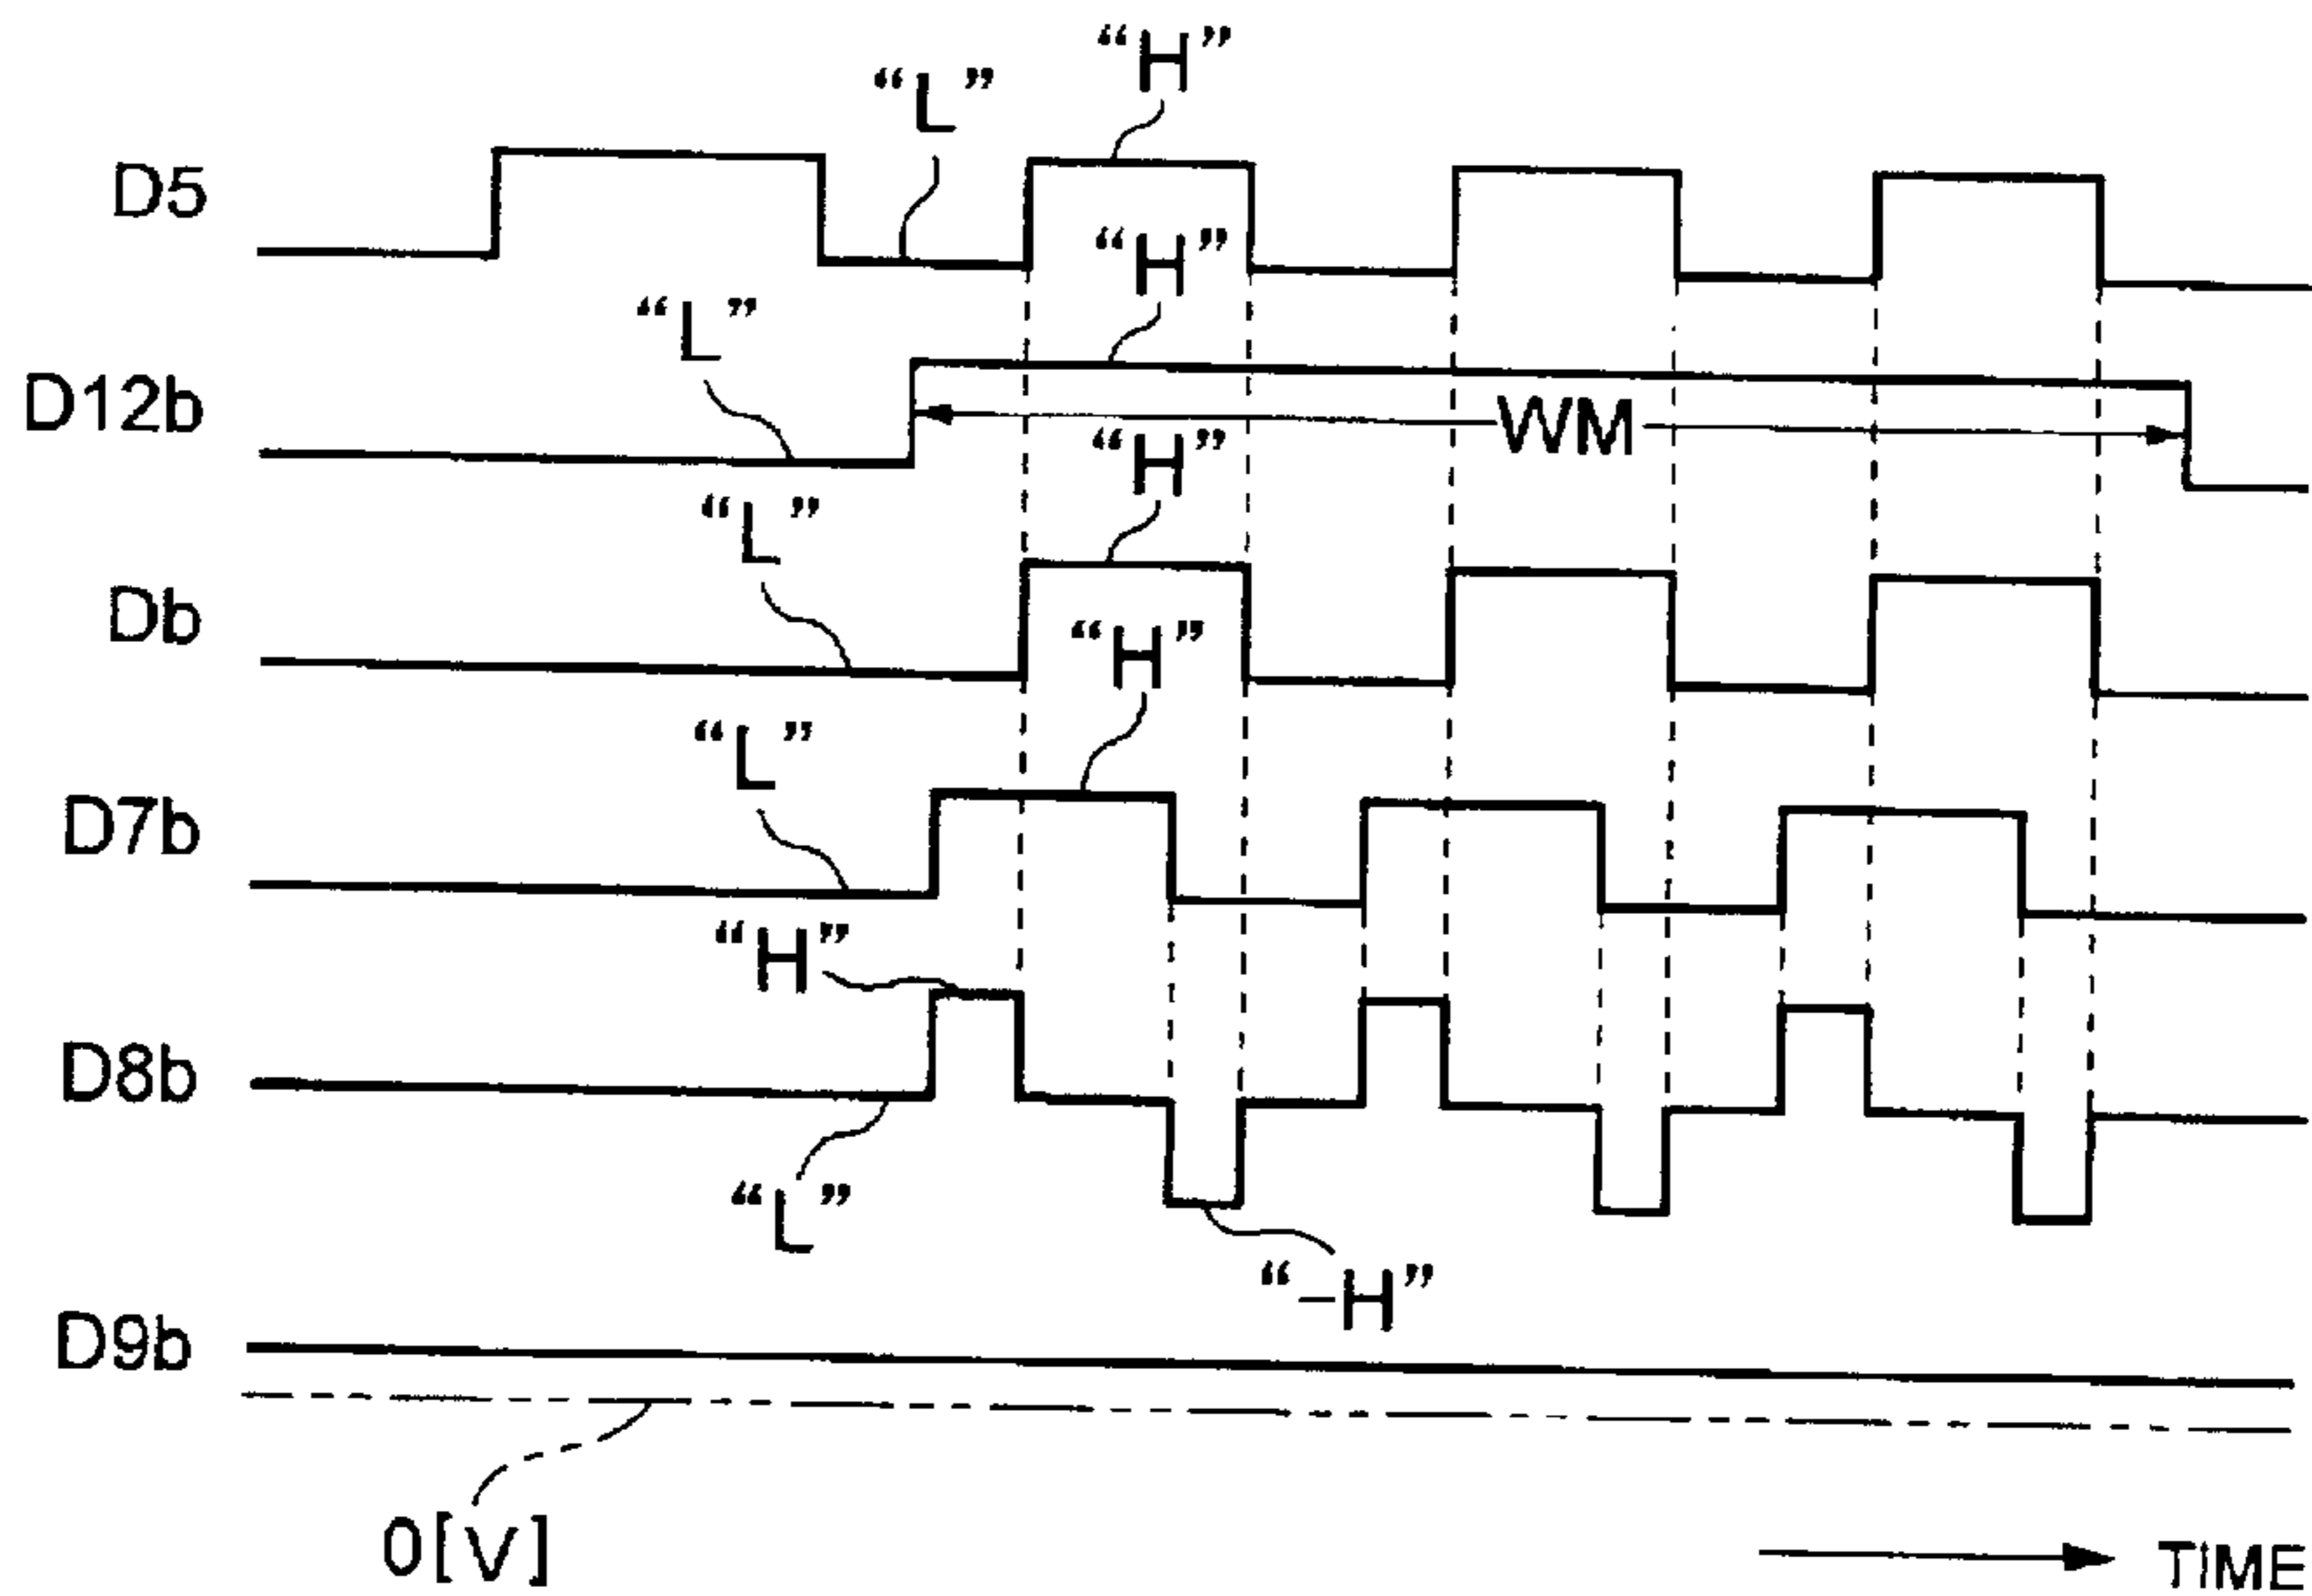 “H”
“L”
D5
“H”
“L”
D12b
WM
“H”
“L”
Db
“H”
“L”
D7b
“H”
D8b
“L”
“−H”
D9b
0[V]
TIME